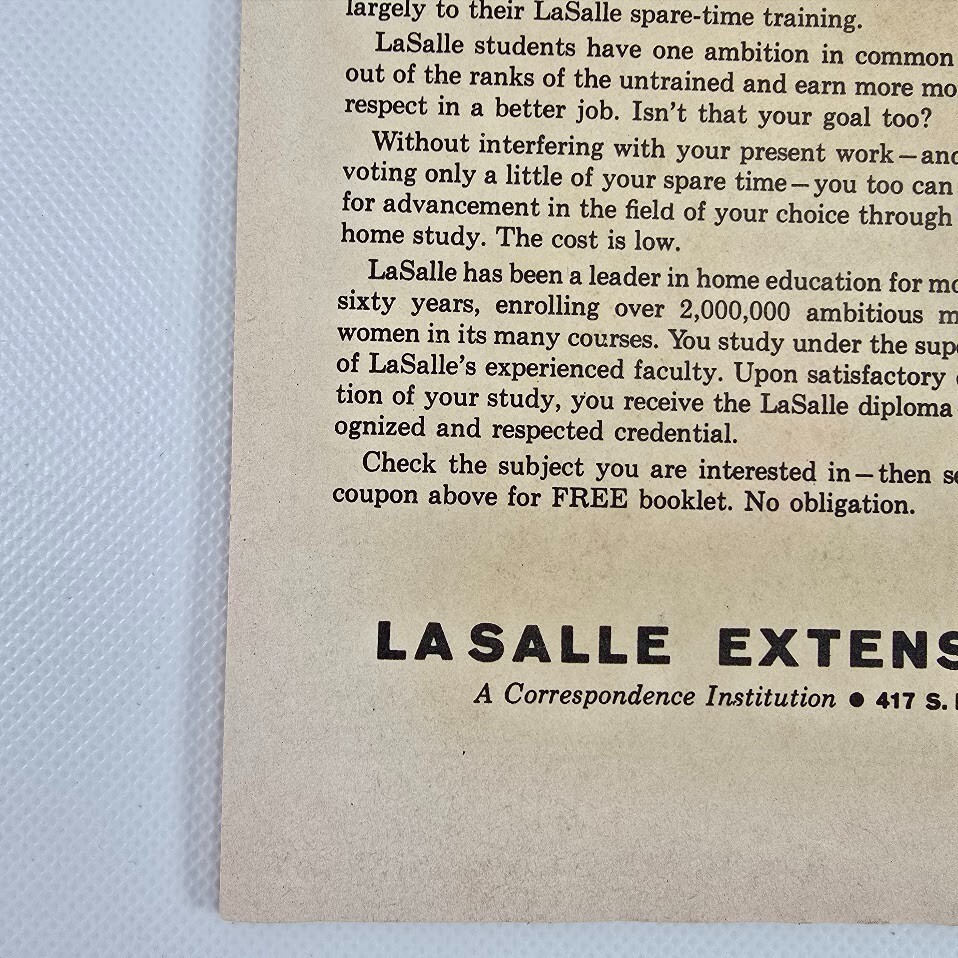 largely to their LaSalle spare-time training.
LaSalle students have one ambition in common
out of the ranks of the untrained and earn more mo
respect in a better job. Isn't that your goal too?
Without interfering with your present work—and
voting only a little of your spare time—you too can
for advancement in the field of your choice through
home study. The cost is low.
LaSalle has been a leader in home education for mo
sixty years, enrolling over 2,000,000 ambitious m
women in its many courses. You study under the supe
of LaSalle's experienced faculty. Upon satisfactory
tion of your study, you receive the LaSalle diploma
ognized and respected credential.
Check the subject you are interested in—then se
coupon above for FREE booklet. No obligation.
LASALLE EXTENS
A Correspondence Institution ● 417 S.